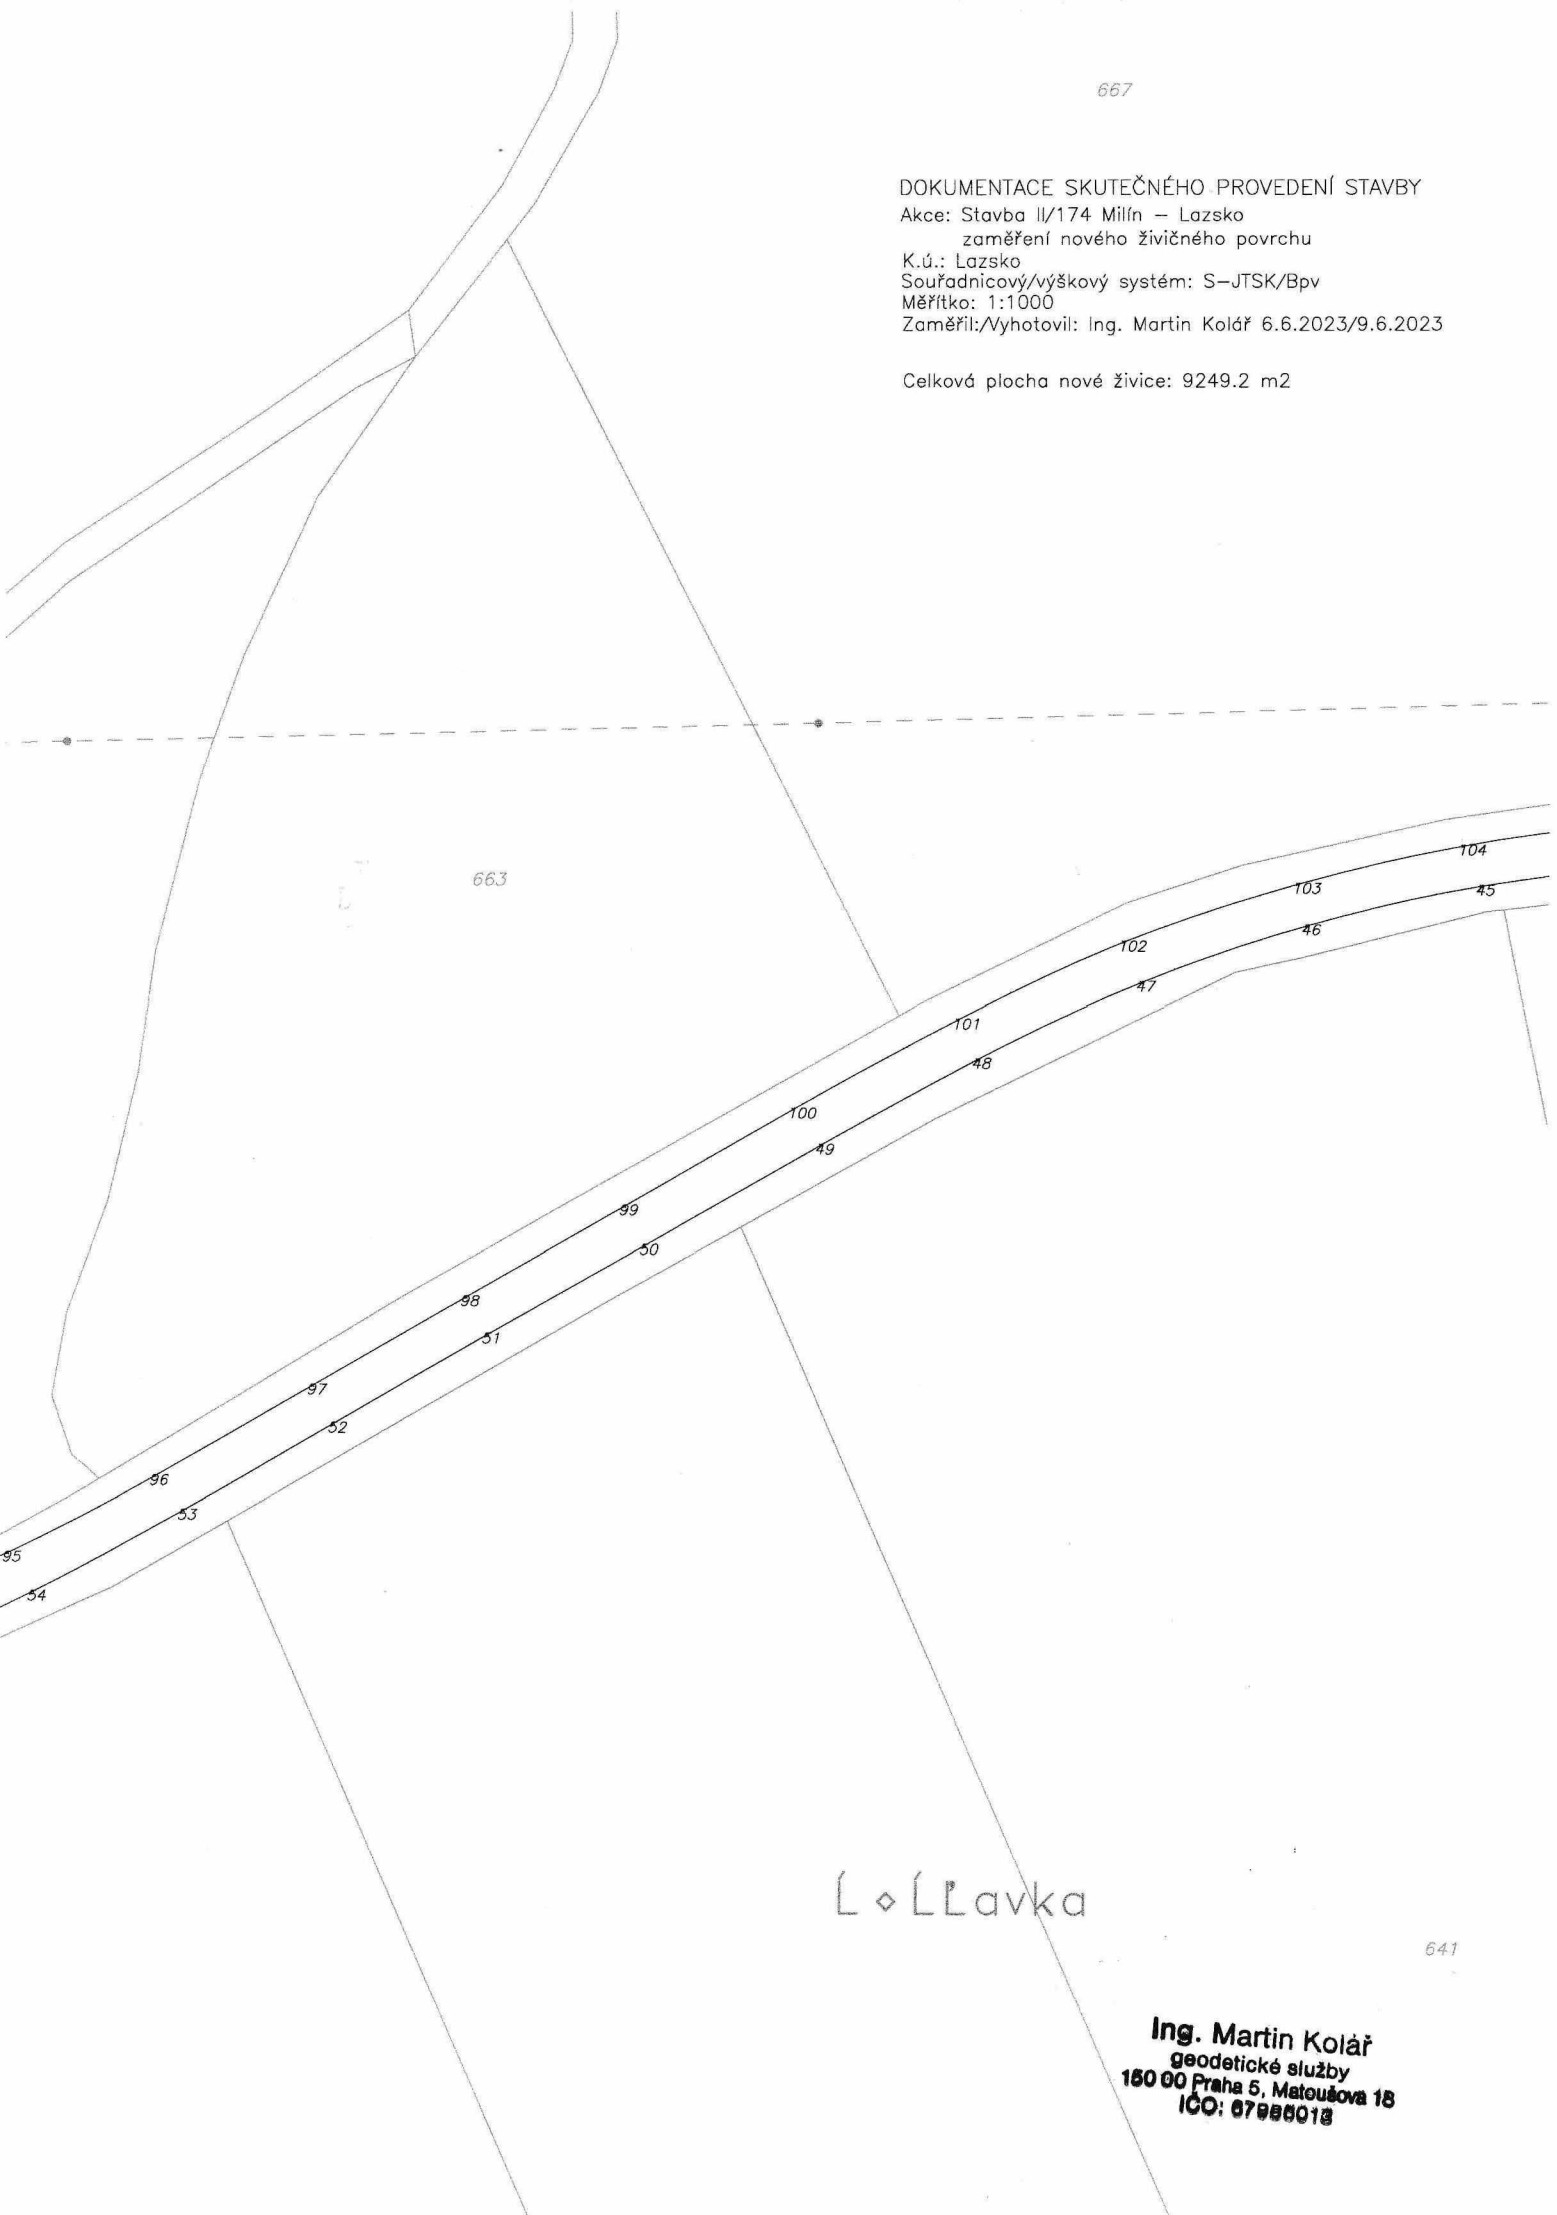 667
DOKUMENTACE SKUTEČNÉHO PROVEDENÍ STAVBY
Akce: Stavba II/174 Milín – Lazsko
zaměření nového živičného povrchu
K.ú.: Lazsko
Souřadnicový/výškový systém: S–JTSK/Bpv
Měřítko: 1:1000
Zaměřil:/Vyhotovil: Ing. Martin Kolář 6.6.2023/9.6.2023
Celková plocha nové živice: 9249.2 m2
663
104
103
45
46
102
47
101
48
100
49
99
50
98
51
97
52
96
53
95
54
Ĺ⋄ĹĽavka
641
Ing. Martin Kolář
geodetické služby
150 00 Praha 5, Matoušova 18
IČO: